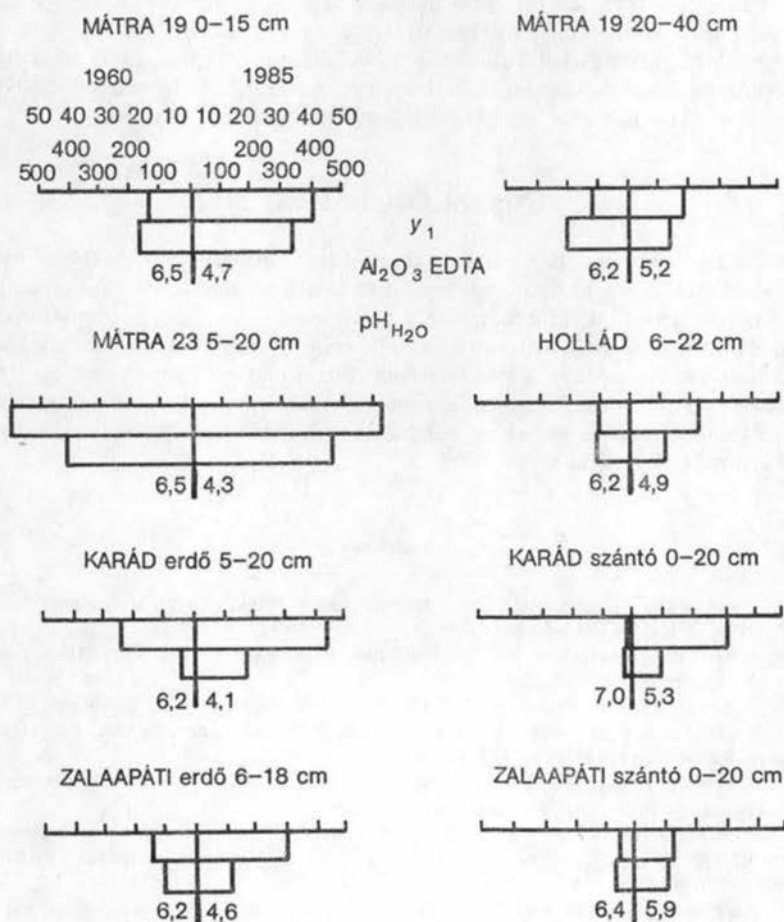 MÁTRA 19 0–15 cm
1960 1985
50 40 30 20 10 10 20 30 40 50
400 200 200 400
500 300 100 100 300 500
6,5 4,7
MÁTRA 19 20–40 cm
6,2 5,2
y1
Al2O3 EDTA
pHH2O
MÁTRA 23 5–20 cm
6,5 4,3
HOLLÁD 6–22 cm
6,2 4,9
KARÁD erdő 5–20 cm
6,2 4,1
KARÁD szántó 0–20 cm
7,0 5,3
ZALAAPÁTI erdő 6–18 cm
6,2 4,6
ZALAAPÁTI szántó 0–20 cm
6,4 5,9